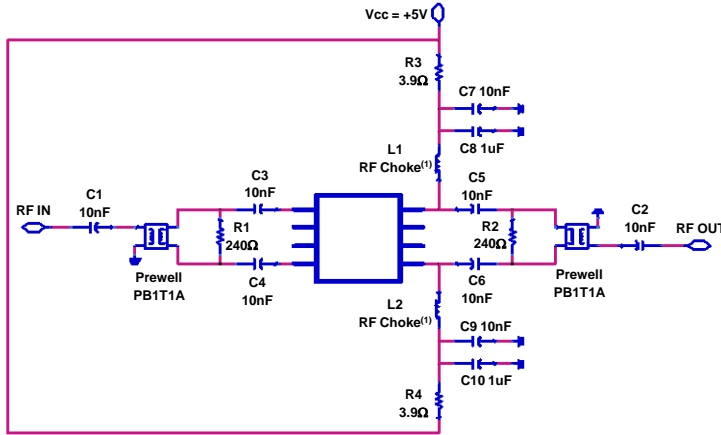 Vcc = +5V
R3
3.9Ω
C7 10nF
C8 1uF
L1
RF Choke(1)
C3
10nF
C5
10nF
C1
10nF
RF IN
R1
240Ω
R2
240Ω
C2
10nF
RF OUT
Prewell
PB1T1A
C4
10nF
C6
10nF
Prewell
PB1T1A
L2
RF Choke(1)
C9 10nF
C10 1uF
R4
3.9Ω